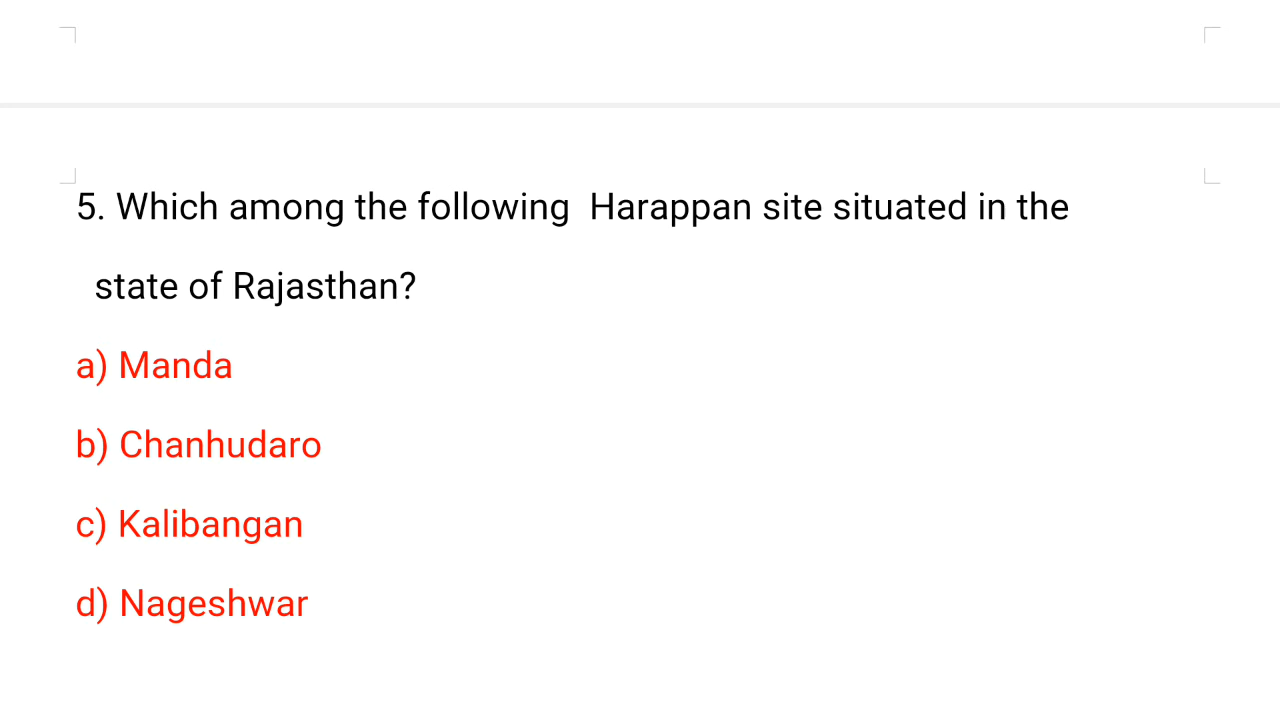 5. Which among the following  Harappan site situated in the
state of Rajasthan?
a) Manda
b) Chanhudaro
c) Kalibangan
d) Nageshwar